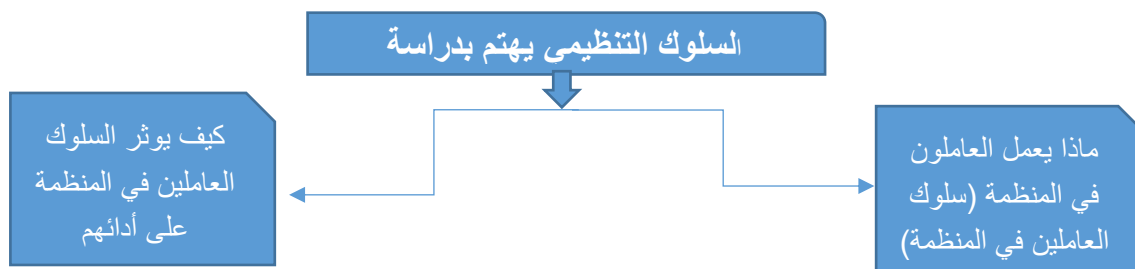 السلوك التنظيمي يهتم بدراسة
ماذا يعمل العاملون
في المنظمة (سلوك
العاملين في المنظمة)
كيف يوثر السلوك
العاملين في المنظمة
على أدائهم